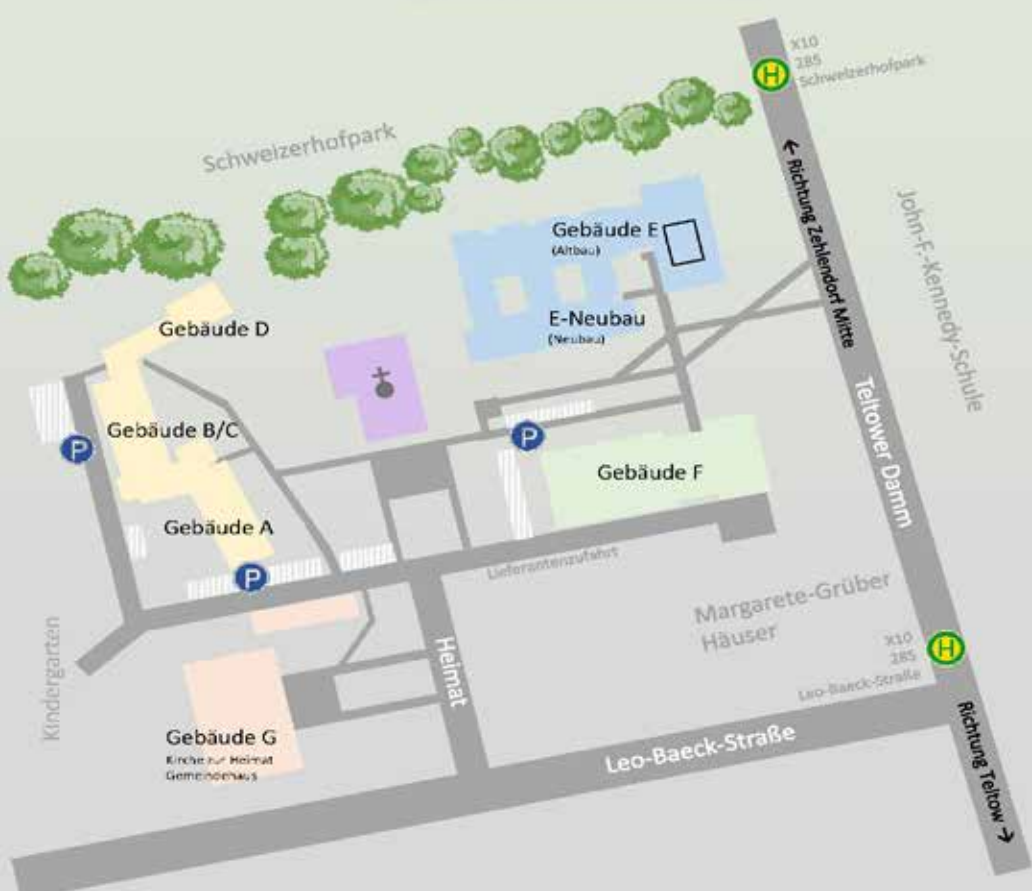 X10
285
Schweizerhofpark
H
Schweizerhofpark
← Richtung Zehlendorf Mitte
John-F.-Kennedy-Schule
Gebäude E
(Altbau)
E-Neubau
(Neubau)
Gebäude D
Gebäude B/C
P
P
Gebäude F
Teltower Damm
Gebäude A
P
Lieferantenzufahrt
Margarete-Grüber
Häuser
Kindergarten
Heimat
X10
285
Leo-Baeck-Straße
H
Gebäude G
Kirche zur Heimat
Gemeindehaus
Leo-Baeck-Straße
Richtung Teltow →